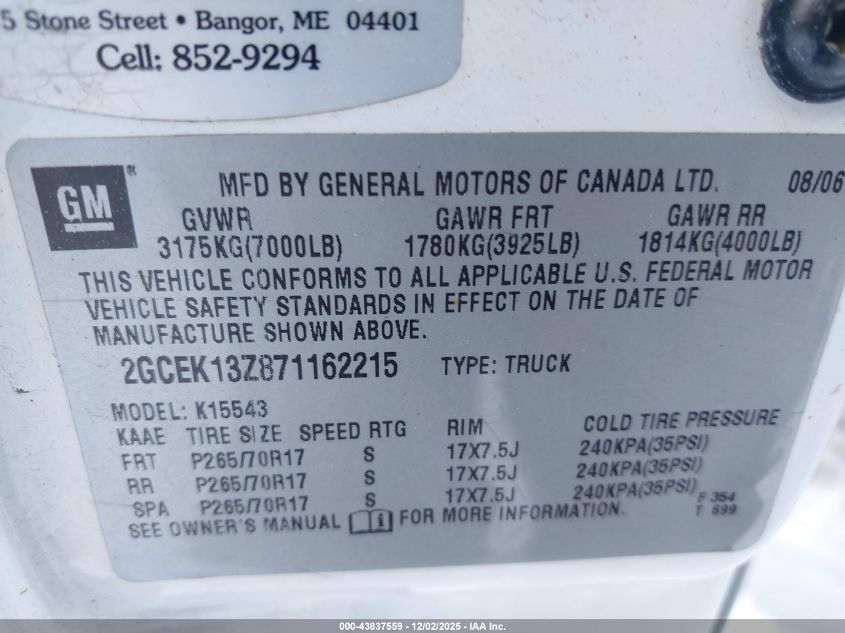 5 Stone Street • Bangor, ME 04401
Cell: 852-9294
GM®
MFD BY GENERAL MOTORS OF CANADA LTD. 08/06
GVWR GAWR FRT GAWR RR
3175KG(7000LB) 1780KG(3925LB) 1814KG(4000LB)
THIS VEHICLE CONFORMS TO ALL APPLICABLE U.S. FEDERAL MOTOR
VEHICLE SAFETY STANDARDS IN EFFECT ON THE DATE OF
MANUFACTURE SHOWN ABOVE.
2GCEK13Z871162215 TYPE: TRUCK
MODEL: K15543
KAAE TIRE SIZE SPEED RTG RIM COLD TIRE PRESSURE
FRT P265/70R17 S 17X7.5J 240KPA(35PSI)
RR P265/70R17 S 17X7.5J 240KPA(35PSI)
SPA P265/70R17 S 17X7.5J 240KPA(35PSI)
F 354
T 899
SEE OWNER'S MANUAL FOR MORE INFORMATION.
000-43837559 • 12/02/2025 - IAA Inc.